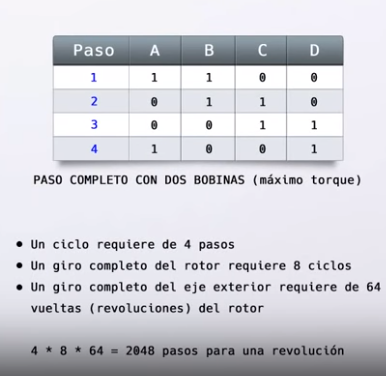 Paso A B C D
1 1 1 0 0
2 0 1 1 0
3 0 0 1 1
4 1 0 0 1
PASO COMPLETO CON DOS BOBINAS (máximo torque)
● Un ciclo requiere de 4 pasos
● Un giro completo del rotor requiere 8 ciclos
● Un giro completo del eje exterior requiere de 64
vueltas (revoluciones) del rotor
4 * 8 * 64 = 2048 pasos para una revolución